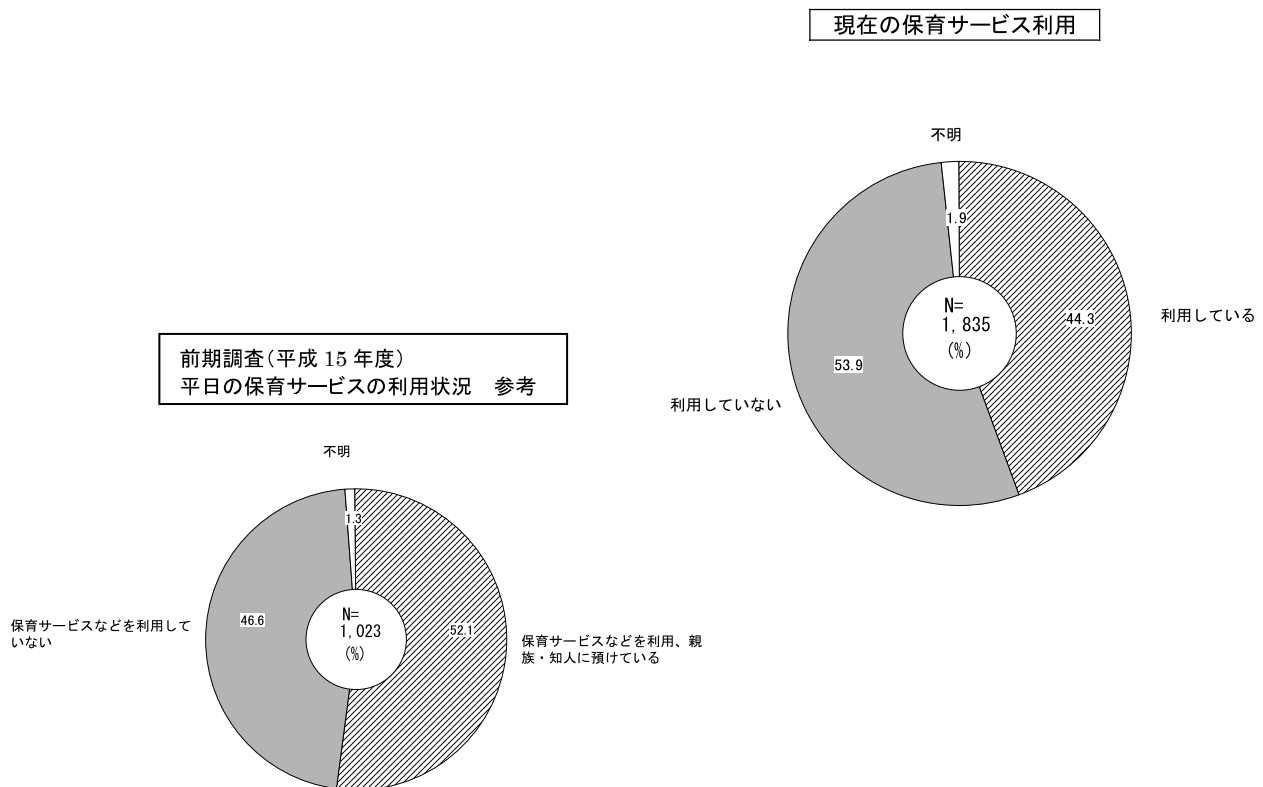 現在の保育サービス利用
不明
1.9
44.3
53.9
N=
1,835
(%)
利用している
利用していない
前期調査(平成 15 年度)
平日の保育サービスの利用状況　参考
不明
1.3
46.6
52.1
N=
1,023
(%)
保育サービスなどを利用して
いない
保育サービスなどを利用、親
族・知人に預けている